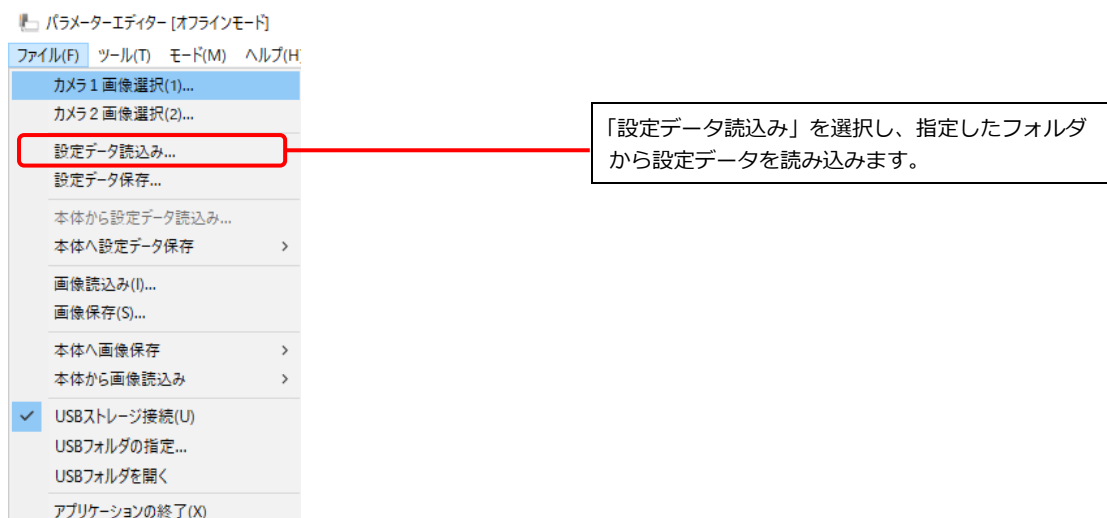 パラメーターエディター [オフラインモード]
ファイル(F) ツール(T) モード(M) ヘルプ(H)
カメラ1画像選択(1)...
カメラ2画像選択(2)...
設定データ読込み...
設定データ保存...
本体から設定データ読込み...
本体へ設定データ保存
画像読込み(I)...
画像保存(S)...
本体へ画像保存
本体から画像読込み
USBストレージ接続(U)
USBフォルダの指定...
USBフォルダを開く
アプリケーションの終了(X)
「設定データ読込み」を選択し、指定したフォルダ
から設定データを読み込みます。